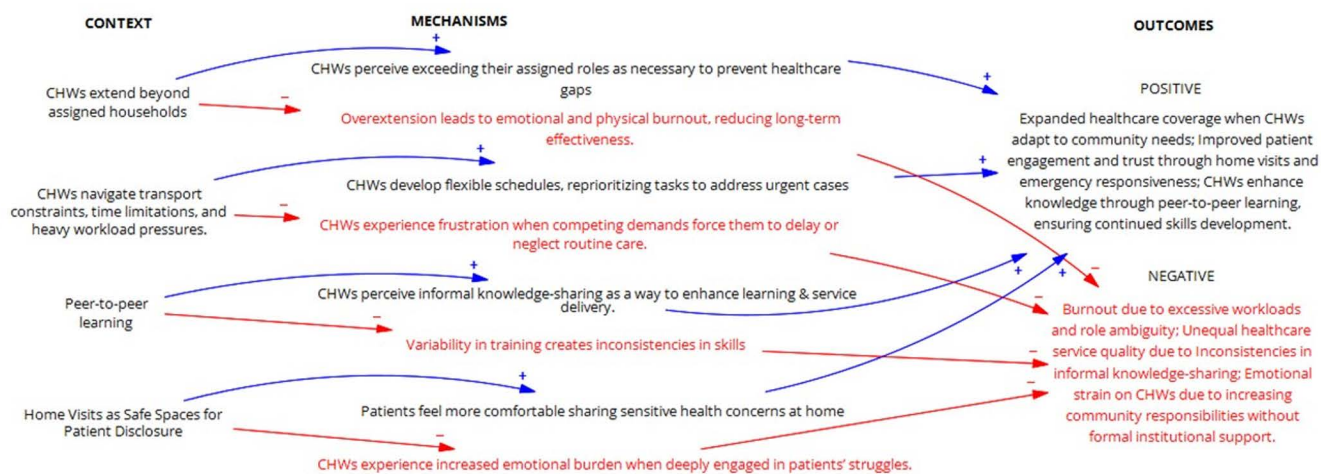 CONTEXT
MECHANISMS
OUTCOMES
CHWs extend beyond
assigned households
CHWs navigate transport
constraints, time limitations, and
heavy workload pressures.
Peer-to-peer
learning
Home Visits as Safe Spaces for
Patient Disclosure
+
CHWs perceive exceeding their assigned roles as necessary to prevent healthcare
gaps
–
Overextension leads to emotional and physical burnout, reducing long-term
effectiveness.
+
CHWs develop flexible schedules, reprioritizing tasks to address urgent cases
–
CHWs experience frustration when competing demands force them to delay or
neglect routine care.
+
CHWs perceive informal knowledge-sharing as a way to enhance learning & service
delivery.
–
Variability in training creates inconsistencies in skills
+
Patients feel more comfortable sharing sensitive health concerns at home
–
CHWs experience increased emotional burden when deeply engaged in patients’ struggles.
+
+
+
+
POSITIVE
Expanded healthcare coverage when CHWs
adapt to community needs; Improved patient
engagement and trust through home visits and
emergency responsiveness; CHWs enhance
knowledge through peer-to-peer learning,
ensuring continued skills development.
–
–
–
–
NEGATIVE
Burnout due to excessive workloads
and role ambiguity; Unequal healthcare
service quality due to Inconsistencies in
informal knowledge-sharing; Emotional
strain on CHWs due to increasing
community responsibilities without
formal institutional support.